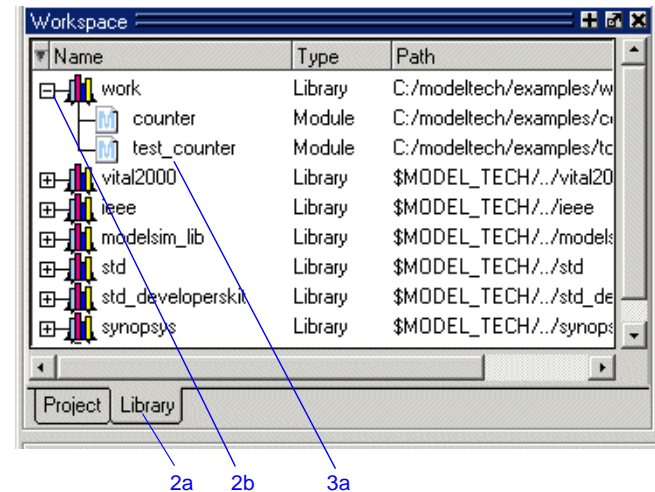 Workspace
Name Type Path
work Library C:/modeltech/examples/w
counter Module C:/modeltech/examples/co
test_counter Module C:/modeltech/examples/tc
vital2000 Library $MODEL_TECH/../vital20
ieee Library $MODEL_TECH/../ieee
modelsim_lib Library $MODEL_TECH/../models
std Library $MODEL_TECH/../std
std_developerskit Library $MODEL_TECH/../std_de
synopsys Library $MODEL_TECH/../synops
Project Library
2a 2b 3a